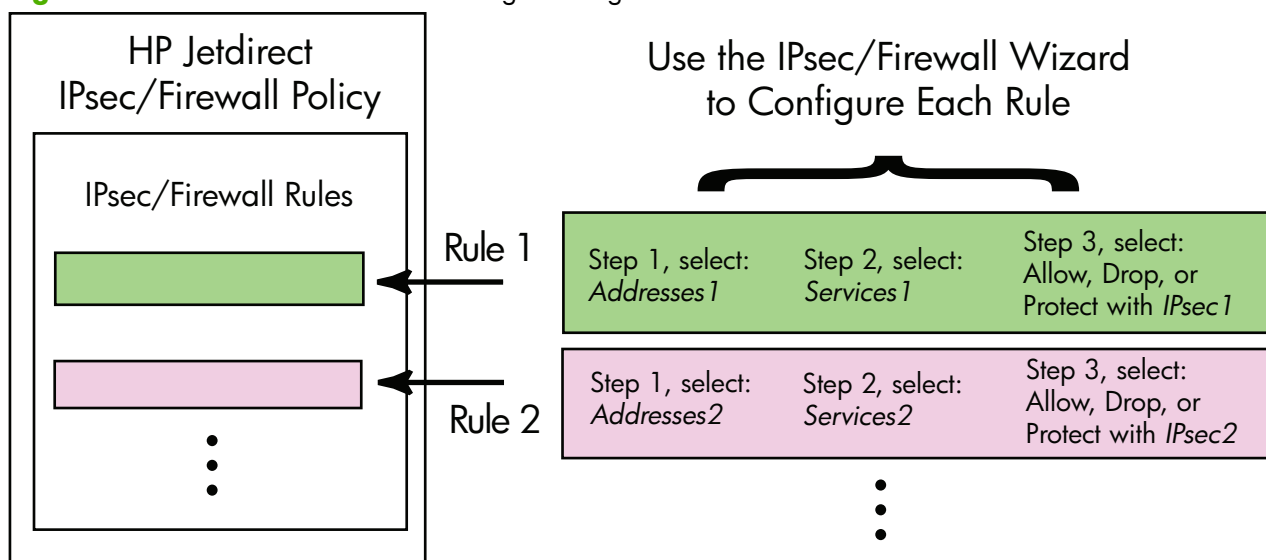 HP Jetdirect
IPsec/Firewall Policy
IPsec/Firewall Rules
Use the IPsec/Firewall Wizard
to Configure Each Rule
Rule 1
Step 1, select:
Addresses1
Step 2, select:
Services1
Step 3, select:
Allow, Drop, or
Protect with IPsec1
Rule 2
Step 1, select:
Addresses2
Step 2, select:
Services2
Step 3, select:
Allow, Drop, or
Protect with IPsec2